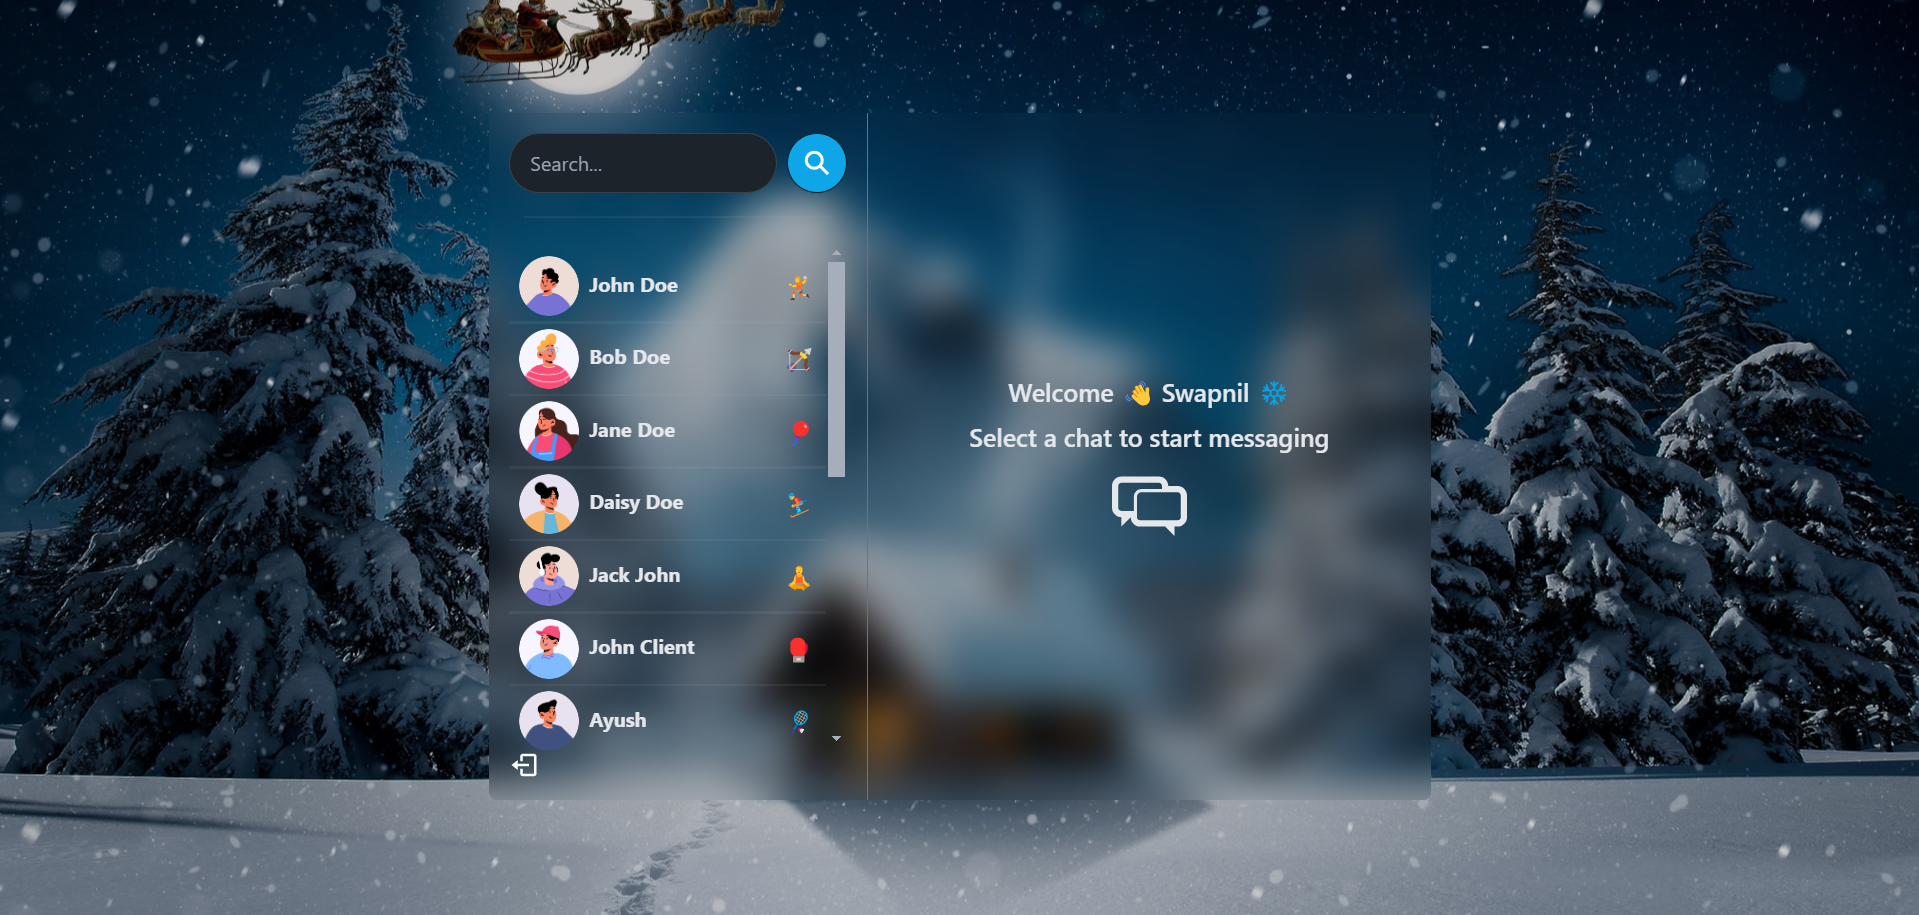 Search...
John Doe
Bob Doe
Jane Doe
Daisy Doe
Jack John
John Client
Ayush
Welcome 👋 Swapnil ❄
Select a chat to start messaging